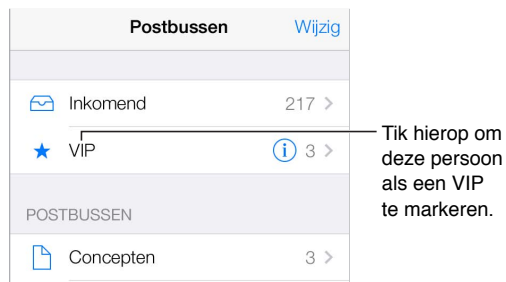 Postbussen Wijzig
Inkomend 217
VIP 3
Tik hierop om
deze persoon
als een VIP
te markeren.
POSTBUSSEN
Concepten 3